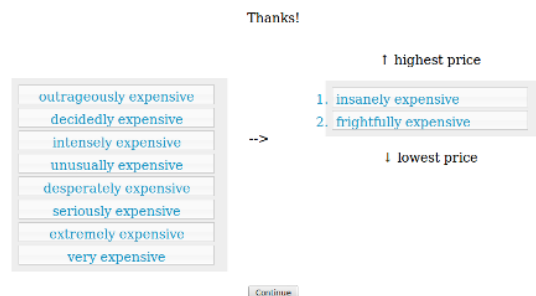 Thanks!
↑ highest price
outrageously expensive
decidedly expensive
intensely expensive
unusually expensive
desperately expensive
seriously expensive
extremely expensive
very expensive
-->
1. insanely expensive
2. frightfully expensive
↓ lowest price
Continue